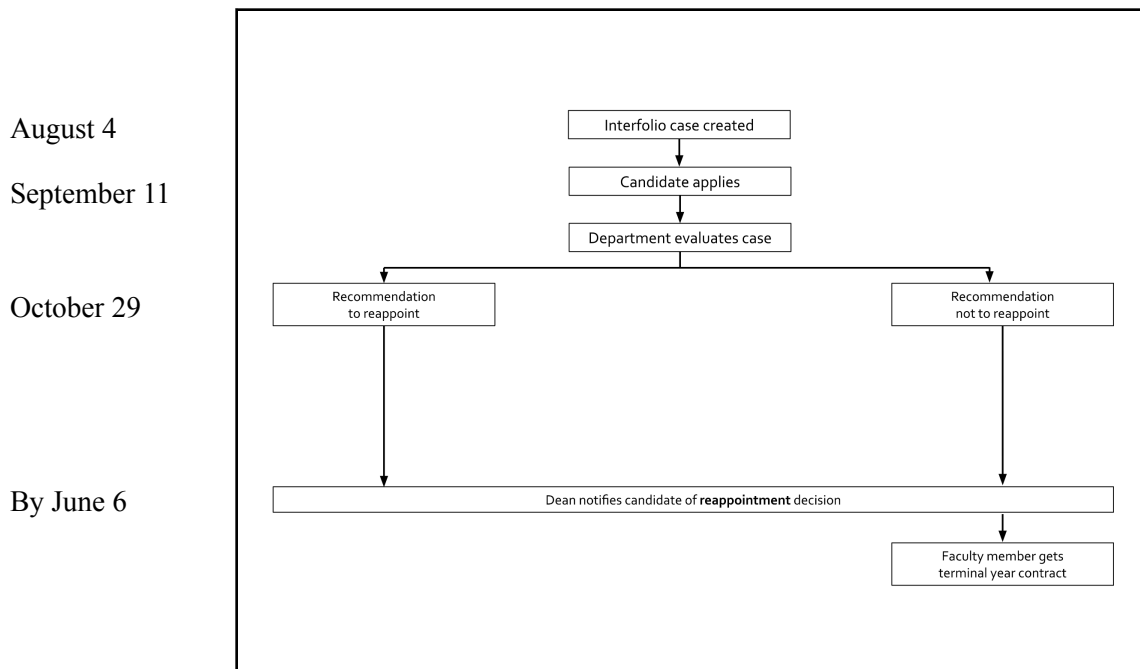 August 4
Interfolio case created
September 11
Candidate applies
Department evaluates case
October 29
Recommendation
to reappoint
Recommendation
not to reappoint
By June 6
Dean notifies candidate of reappointment decision
Faculty member gets
terminal year contract